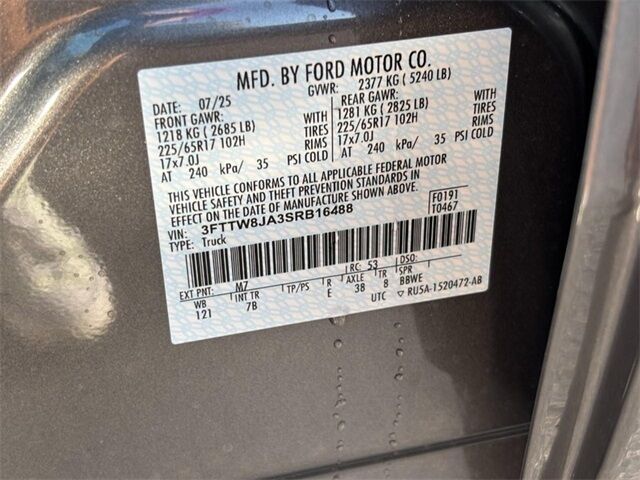 MFD. BY FORD MOTOR CO.
DATE: 07/25
GVWR: 2377 KG ( 5240 LB)
FRONT GAWR: WITH
1218 KG ( 2685 LB) TIRES
225/65R17 102H RIMS
17x7.0J
AT 240 kPa/ 35 PSI COLD
REAR GAWR: WITH
1281 KG ( 2825 LB) TIRES
225/65R17 102H RIMS
17x7.0J
AT 240 kPa/ 35 PSI COLD
THIS VEHICLE CONFORMS TO ALL APPLICABLE FEDERAL MOTOR
VEHICLE SAFETY AND THEFT PREVENTION STANDARDS IN
EFFECT ON THE DATE OF MANUFACTURE SHOWN ABOVE.
VIN: 3FTTW8JA3SRB16488
TYPE: Truck
F0191
T0467
RC: 53 DSO:
EXT PNT: M7
WB INT TR TP/PS R AXLE TR SPR
121 7B E 38 8 BBWE
UTC ▽ RU5A-1520472-AB